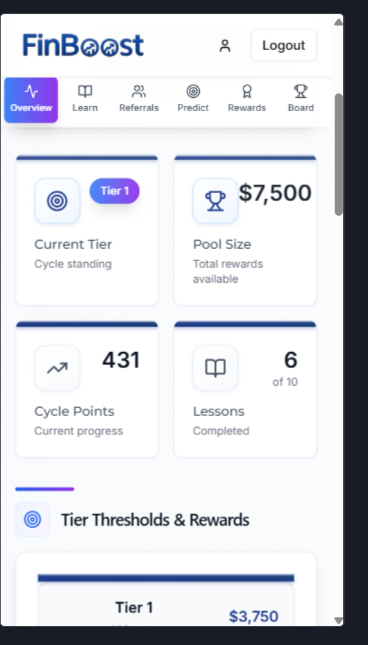 FinBoost
Logout
Overview
Learn
Referrals
Predict
Rewards
Board
Tier 1
Current Tier
Cycle standing
$7,500
Pool Size
Total rewards
available
431
Cycle Points
Current progress
6
of 10
Lessons
Completed
Tier Thresholds & Rewards
Tier 1
$3,750